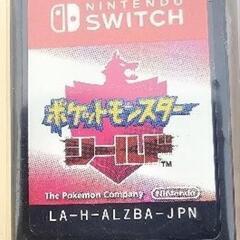 NINTENDO
SWITCH
ポケットモンスター
シールド
TM
The Pokémon Company
Nintendo
LA-H-ALZBA-JPN